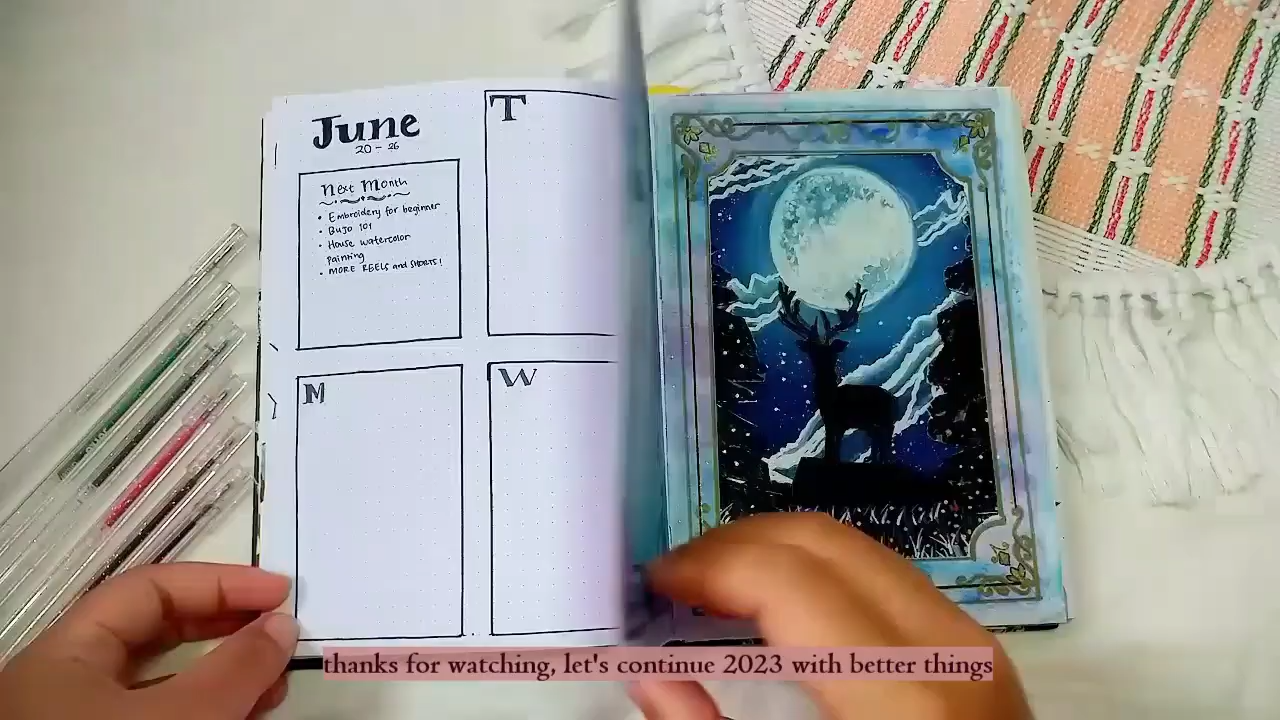 June
20 - 26
Next Month
• Embroidery for beginner
• BuJo 101
• House watercolor
painting
• MORE REELS and SHORTS!
T
M
W
thanks for watching, let's continue 2023 with better things